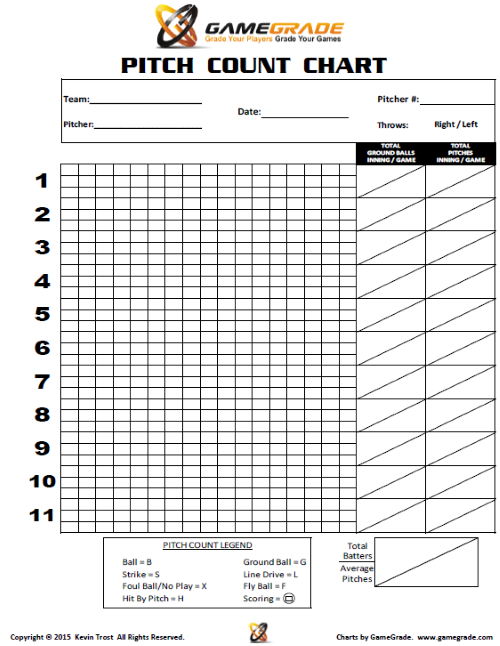 GAMEGRADE
Grade Your Players Grade Your Games
PITCH COUNT CHART
Team:
Pitcher #:
Date:
Pitcher:
Throws: Right / Left
TOTAL GROUND BALLS INNING / GAME
TOTAL PITCHES INNING / GAME
1
2
3
4
5
6
7
8
9
10
11
PITCH COUNT LEGEND
Ball = B
Ground Ball = G
Strike = S
Line Drive = L
Foul Ball/No Play = X
Fly Ball = F
Hit By Pitch = H
Scoring =
Total
Batters
Average
Pitches
Copyright © 2015 Kevin Trost All Rights Reserved.
Charts by GameGrade. www.gamegrade.com